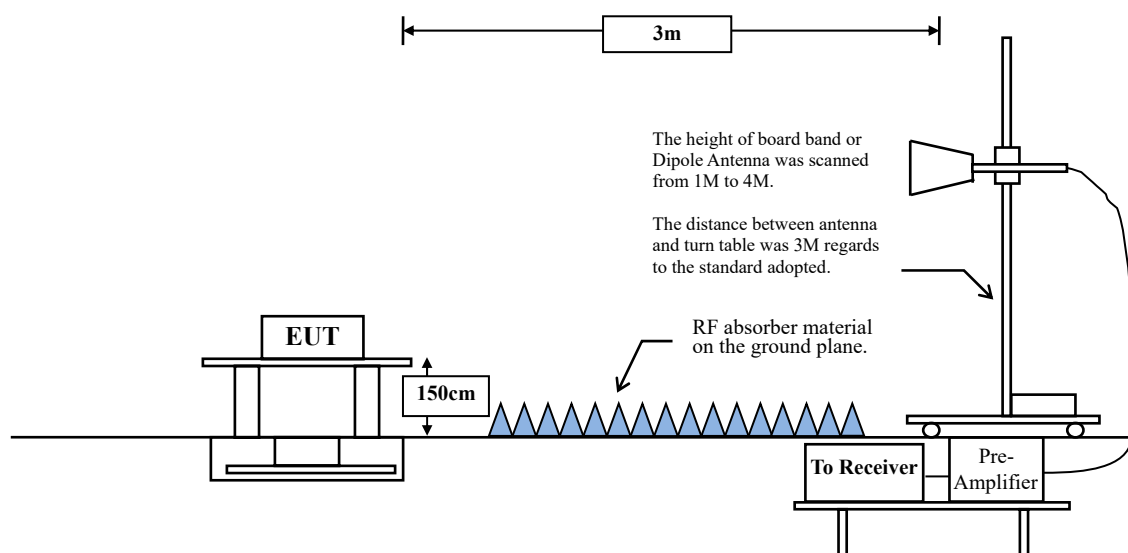 3m
The height of board band or
Dipole Antenna was scanned
from 1M to 4M.
The distance between antenna
and turn table was 3M regards
to the standard adopted.
RF absorber material
on the ground plane.
EUT
150cm
To Receiver
Pre-
Amplifier